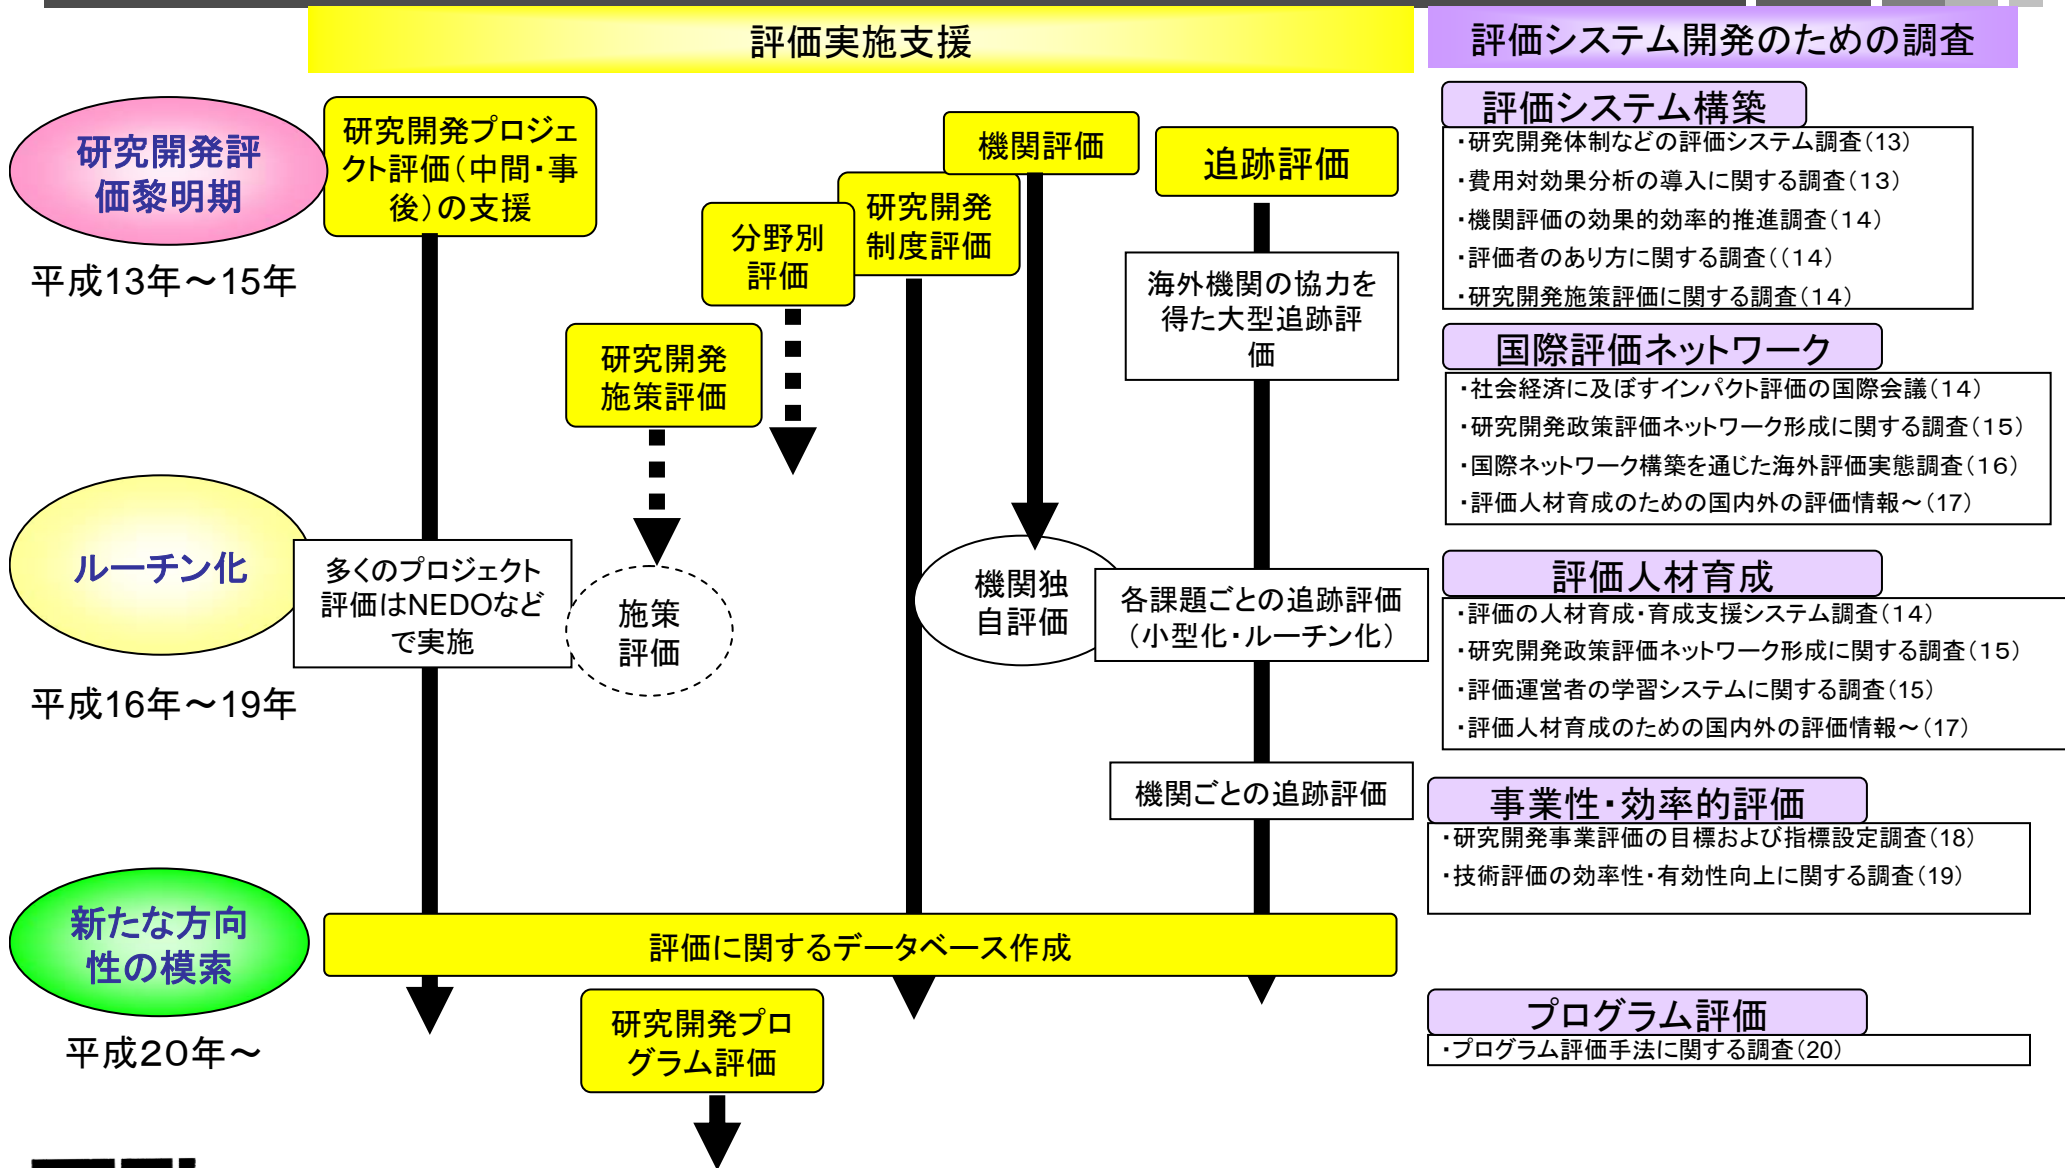 評価実施支援
評価システム開発のための調査
研究開発評
価黎明期
平成13年～15年
ルーチン化
平成16年～19年
新たな方向
性の模索
平成20年～
研究開発プロジェ
クト評価（中間・事
後）の支援
多くのプロジェクト
評価はNEDOなど
で実施
研究開発
施策評価
施策
評価
分野別
評価
研究開発
制度評価
機関評価
機関独
自評価
追跡評価
海外機関の協力を
得た大型追跡評
価
各課題ごとの追跡評価
（小型化・ルーチン化）
機関ごとの追跡評価
評価に関するデータベース作成
研究開発プロ
グラム評価
評価システム構築
・研究開発体制などの評価システム調査（13）
・費用対効果分析の導入に関する調査（13）
・機関評価の効果的効率的推進調査（14）
・評価者のあり方に関する調査（（14）
・研究開発施策評価に関する調査（14）
国際評価ネットワーク
・社会経済に及ぼすインパクト評価の国際会議（14）
・研究開発政策評価ネットワーク形成に関する調査（15）
・国際ネットワーク構築を通じた海外評価実態調査（16）
・評価人材育成のための国内外の評価情報～（17）
評価人材育成
・評価の人材育成・育成支援システム調査（14）
・研究開発政策評価ネットワーク形成に関する調査（15）
・評価運営者の学習システムに関する調査（15）
・評価人材育成のための国内外の評価情報～（17）
事業性・効率的評価
・研究開発事業評価の目標および指標設定調査（18）
・技術評価の効率性・有効性向上に関する調査（19）
プログラム評価
・プログラム評価手法に関する調査（20）